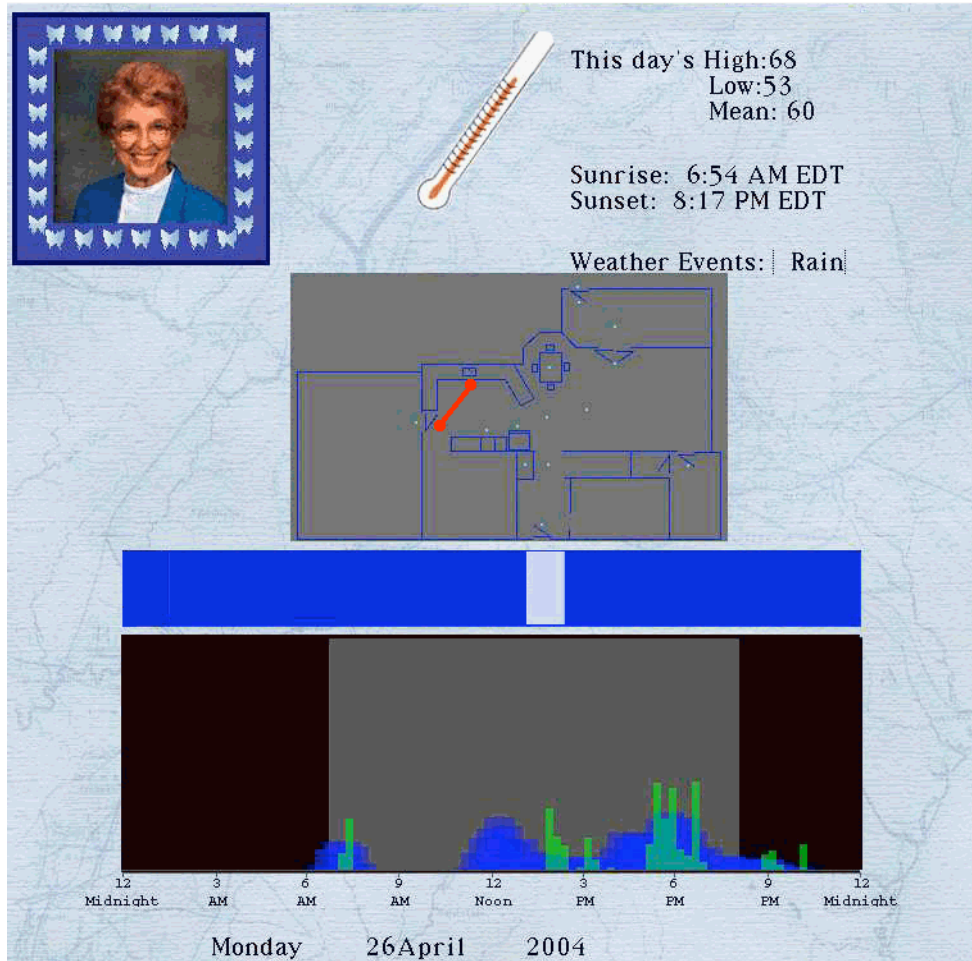 This day's High:68
Low:53
Mean: 60
Sunrise: 6:54 AM EDT
Sunset: 8:17 PM EDT
Weather Events: Rain
12 3 6 9 12 3 6 9 12
Midnight AM AM AM Noon PM PM PM Midnight
Monday 26April 2004